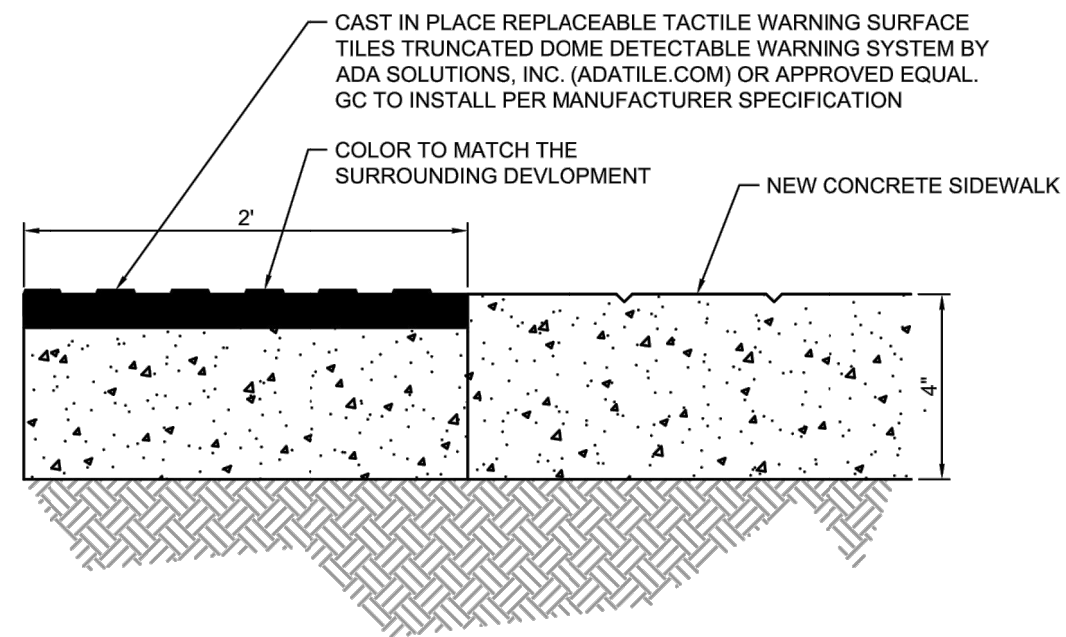 CAST IN PLACE REPLACEABLE TACTILE WARNING SURFACE
TILES TRUNCATED DOME DETECTABLE WARNING SYSTEM BY
ADA SOLUTIONS, INC. (ADATILE.COM) OR APPROVED EQUAL.
GC TO INSTALL PER MANUFACTURER SPECIFICATION
COLOR TO MATCH THE
SURROUNDING DEVLOPMENT
NEW CONCRETE SIDEWALK
2'
4"